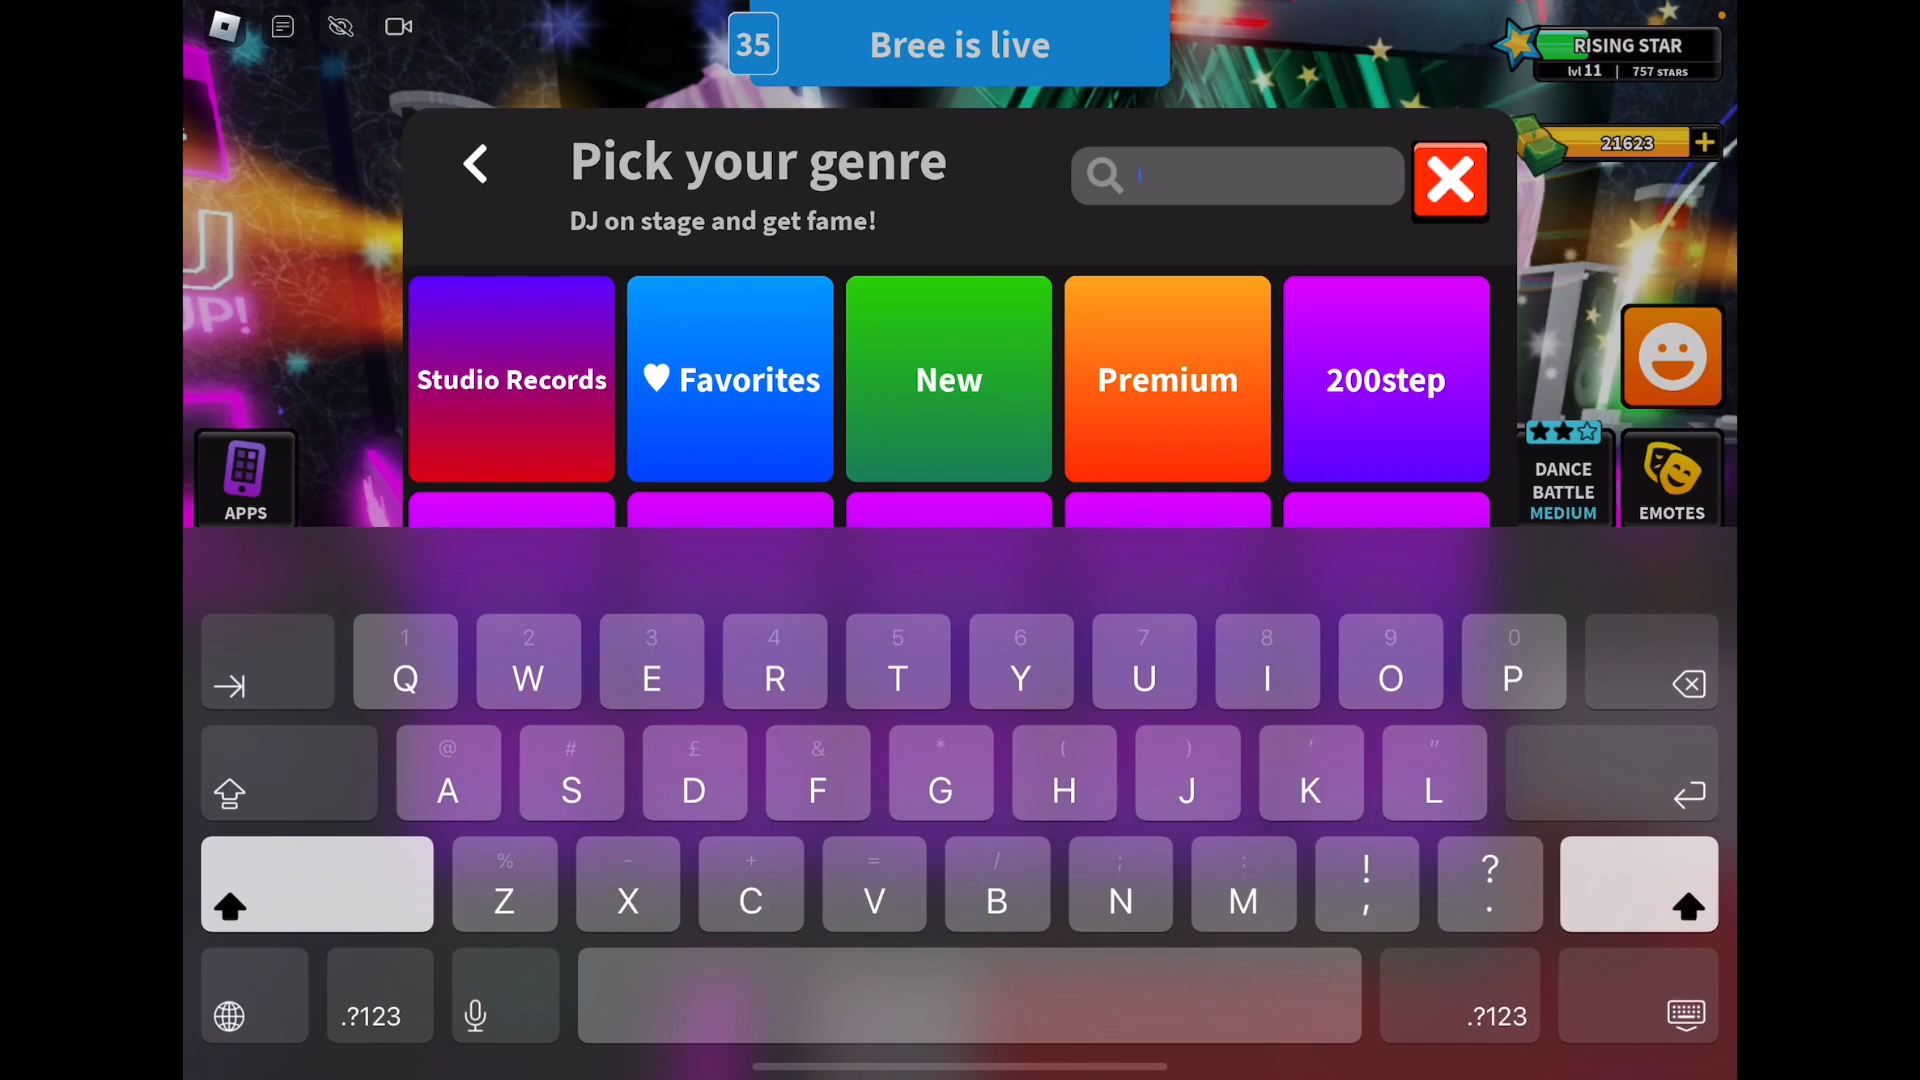 35
Bree is live
RISING STAR
lvl 11 | 757 STARS
21623 +
Pick your genre
DJ on stage and get fame!
UP!
Studio Records
♥ Favorites
New
Premium
200step
APPS
DANCE
BATTLE
MEDIUM
EMOTES
1 2 3 4 5 6 7 8 9 0
Q W E R T Y U I O P
@ # £ & * ( ) ' "
A S D F G H J K L
% - + = / ; : ! ?
Z X C V B N M , .
.?123
.?123